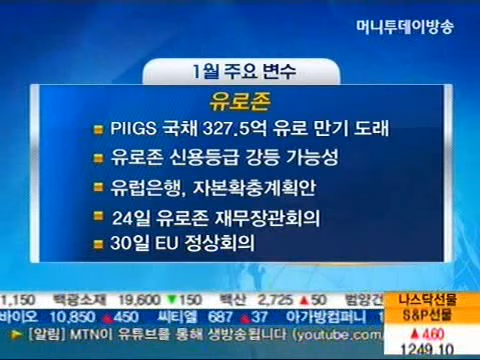 머니투데이방송
1월 주요 변수
유로존
PIIGS 국채 327.5억 유로 만기 도래
유로존 신용등급 강등 가능성
유럽은행, 자본확충계획안
24일 유로존 재무장관회의
30일 EU 정상회의
1,150 백광소재 19,600 ▼150 백산 2,725 ▲50 범양건
나스닥선물
바이오 10,850 ▲450 씨티엘 687 ▲37 아가방컴퍼니 1
S&P선물
▲4.60
[알림] MTN이 유튜브를 통해 생방송됩니다 (youtube.com/
1249.10